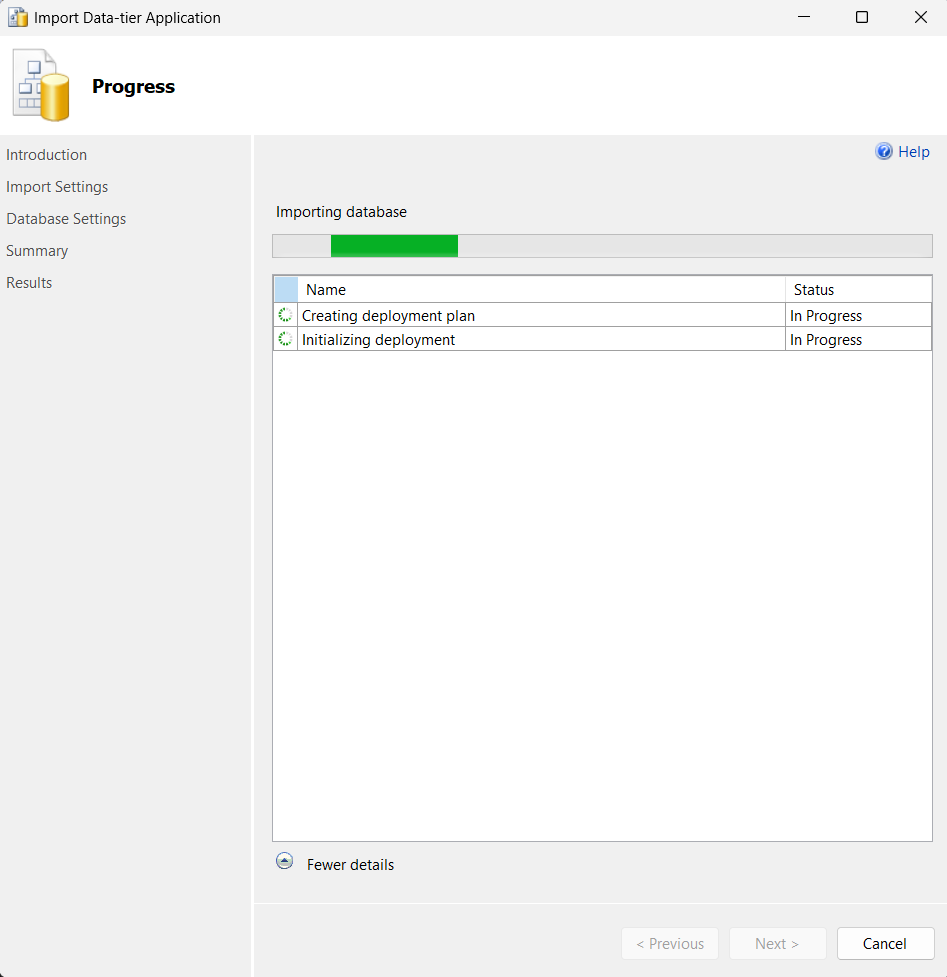 Import Data-tier Application
Progress
Introduction
Import Settings
Database Settings
Summary
Results
Help
Importing database
Name Status
Creating deployment plan In Progress
Initializing deployment In Progress
Fewer details
< Previous Next > Cancel